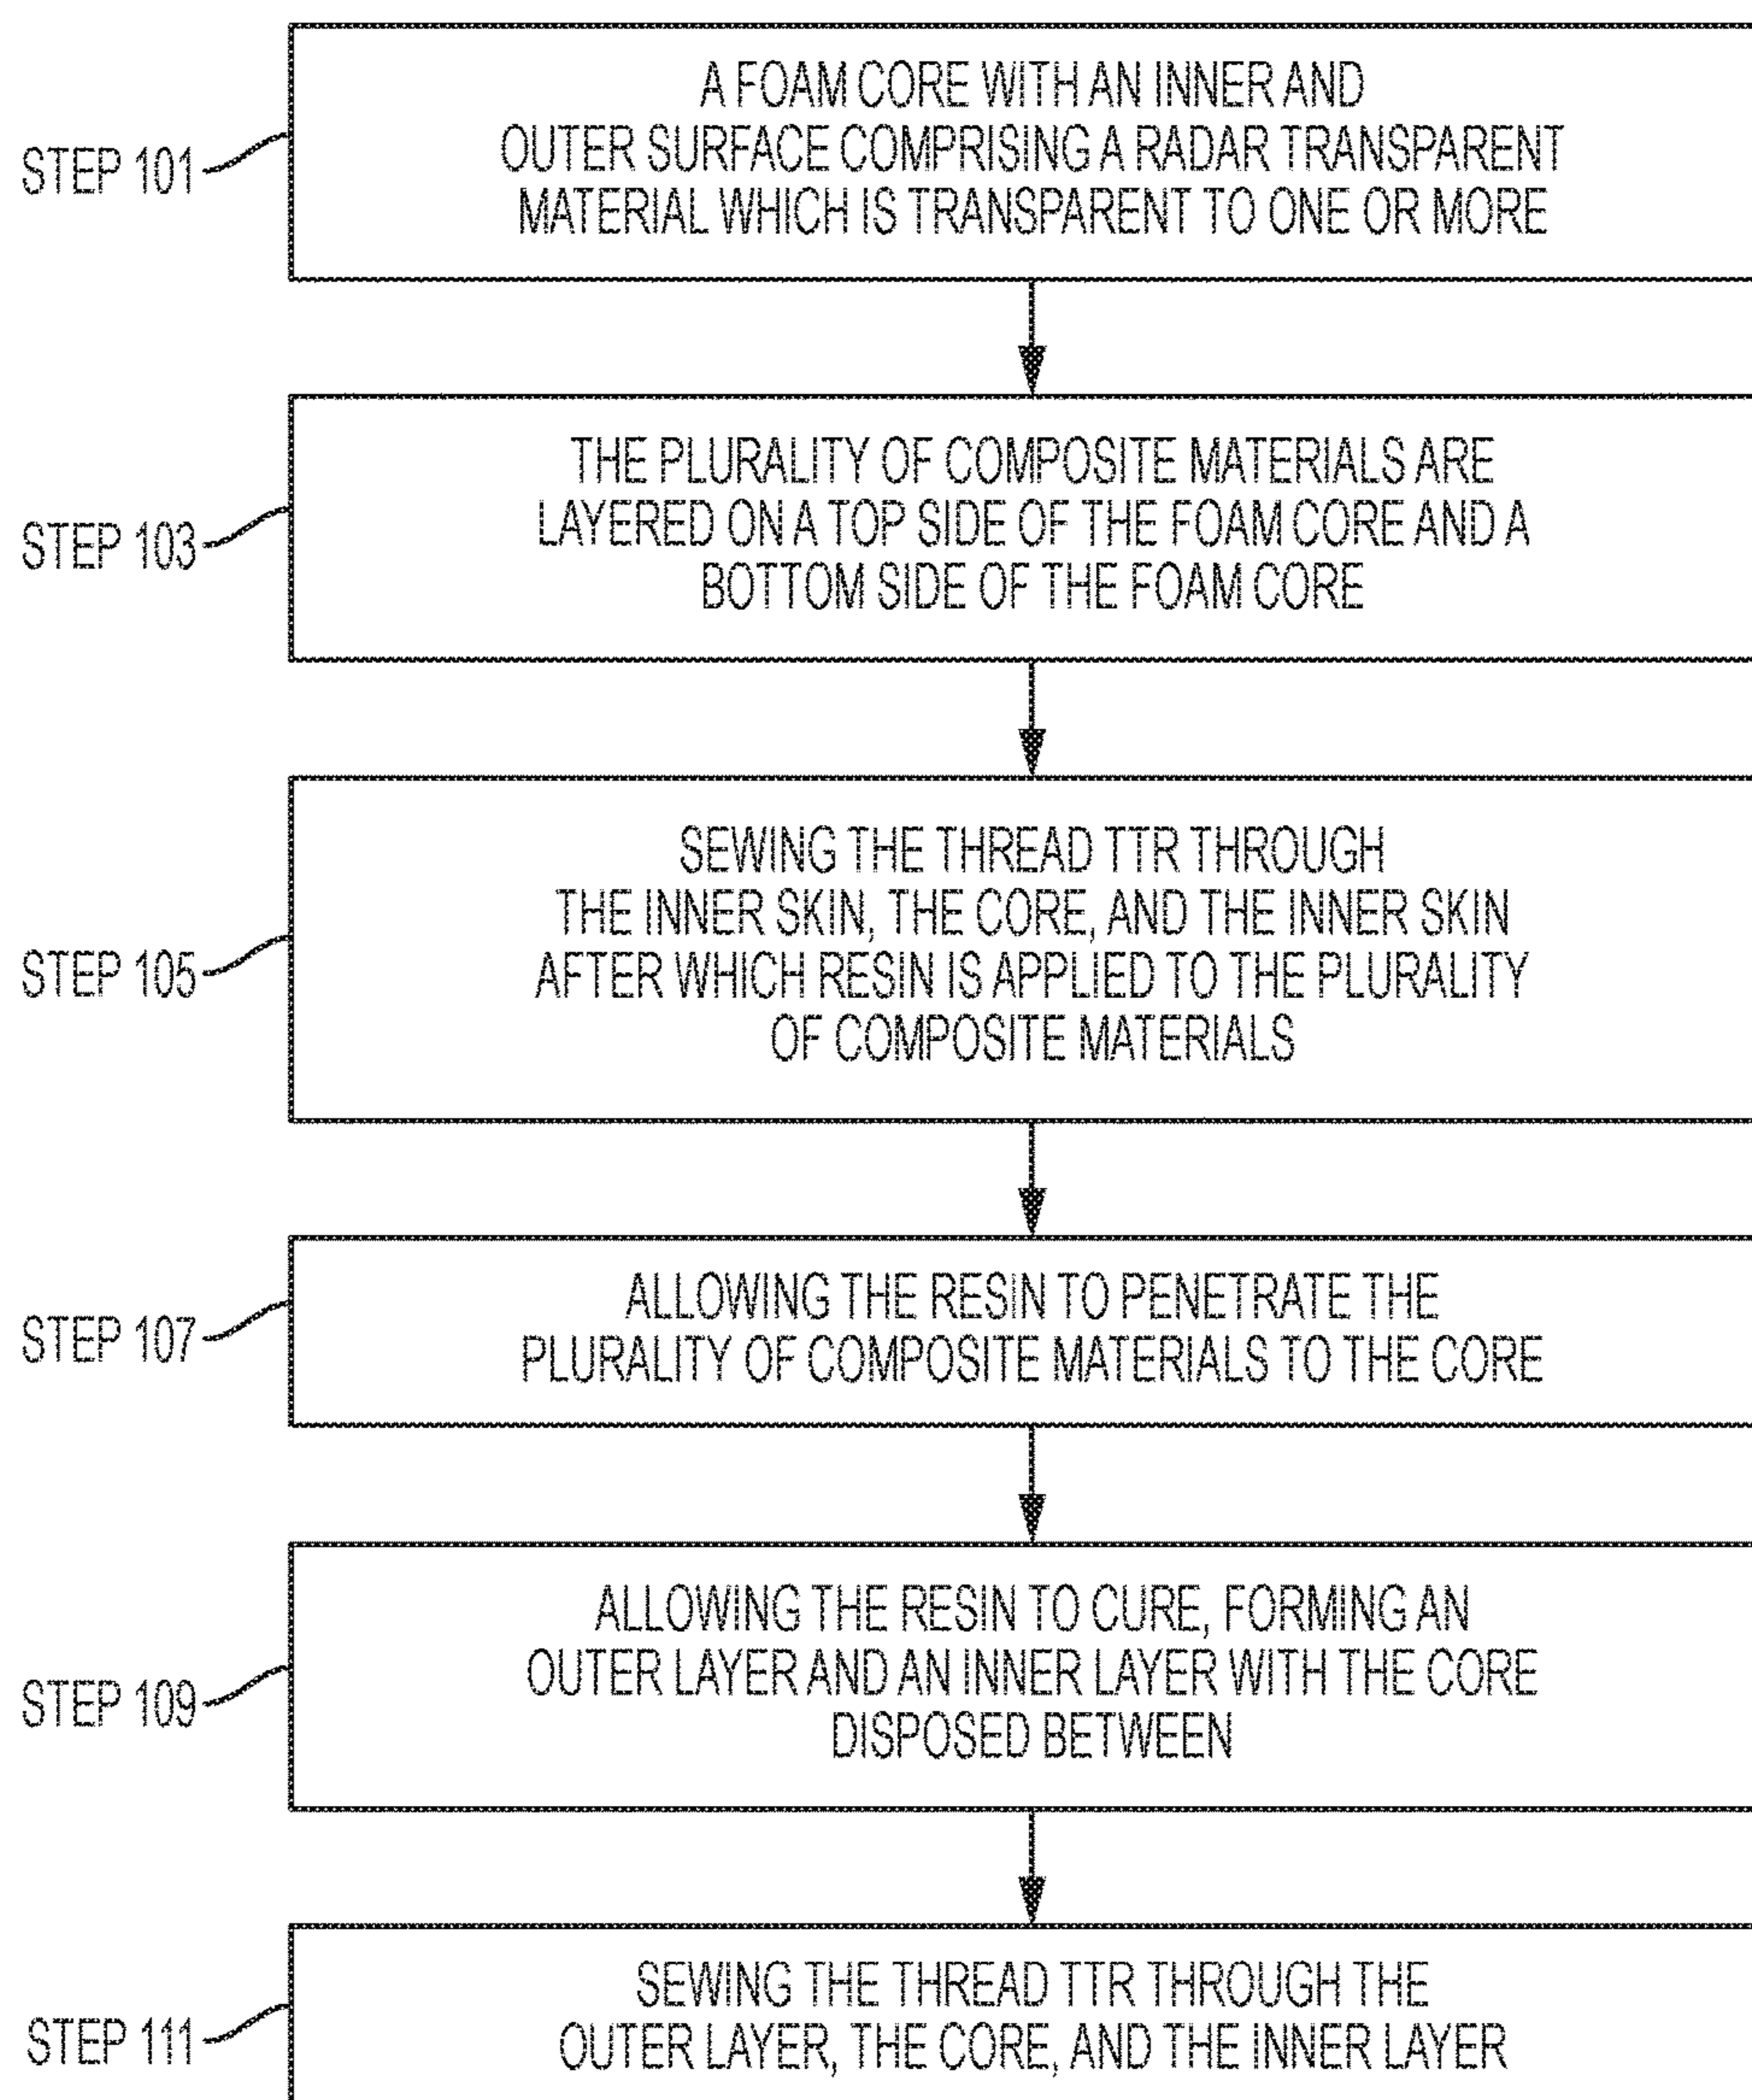 A FOAM CORE WITH AN INNER AND
OUTER SURFACE COMPRISING A RADAR TRANSPARENT
MATERIAL WHICH IS TRANSPARENT TO ONE OR MORE
STEP 101
THE PLURALITY OF COMPOSITE MATERIALS ARE
LAYERED ON A TOP SIDE OF THE FOAM CORE AND A
BOTTOM SIDE OF THE FOAM CORE
STEP 103
SEWING THE THREAD TTR THROUGH
THE INNER SKIN, THE CORE, AND THE INNER SKIN
AFTER WHICH RESIN IS APPLIED TO THE PLURALITY
OF COMPOSITE MATERIALS
STEP 105
ALLOWING THE RESIN TO PENETRATE THE
PLURALITY OF COMPOSITE MATERIALS TO THE CORE
STEP 107
ALLOWING THE RESIN TO CURE, FORMING AN
OUTER LAYER AND AN INNER LAYER WITH THE CORE
DISPOSED BETWEEN
STEP 109
SEWING THE THREAD TTR THROUGH THE
OUTER LAYER, THE CORE, AND THE INNER LAYER
STEP 111